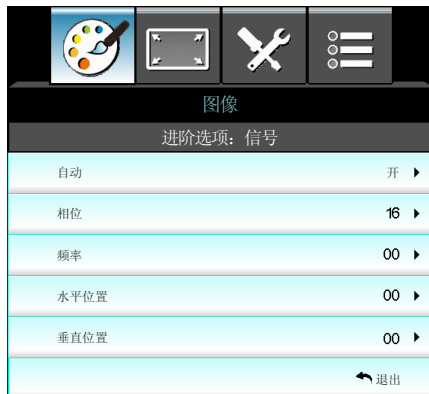 图像
进阶选项：信号
自动 开
相位 16
频率 00
水平位置 00
垂直位置 00
退出